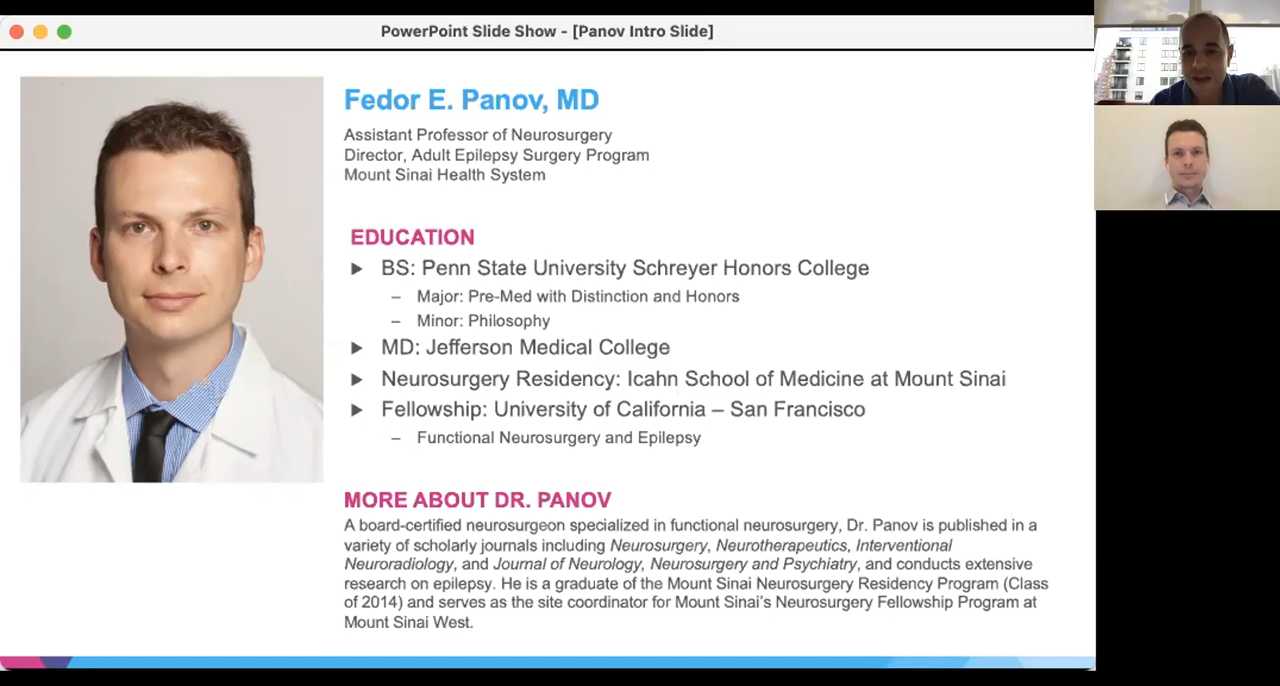 PowerPoint Slide Show - [Panov Intro Slide]
Fedor E. Panov, MD
Assistant Professor of Neurosurgery
Director, Adult Epilepsy Surgery Program
Mount Sinai Health System
EDUCATION
BS: Penn State University Schreyer Honors College
– Major: Pre-Med with Distinction and Honors
– Minor: Philosophy
MD: Jefferson Medical College
Neurosurgery Residency: Icahn School of Medicine at Mount Sinai
Fellowship: University of California – San Francisco
– Functional Neurosurgery and Epilepsy
MORE ABOUT DR. PANOV
A board-certified neurosurgeon specialized in functional neurosurgery, Dr. Panov is published in a
variety of scholarly journals including Neurosurgery, Neurotherapeutics, Interventional
Neuroradiology, and Journal of Neurology, Neurosurgery and Psychiatry, and conducts extensive
research on epilepsy. He is a graduate of the Mount Sinai Neurosurgery Residency Program (Class
of 2014) and serves as the site coordinator for Mount Sinai's Neurosurgery Fellowship Program at
Mount Sinai West.